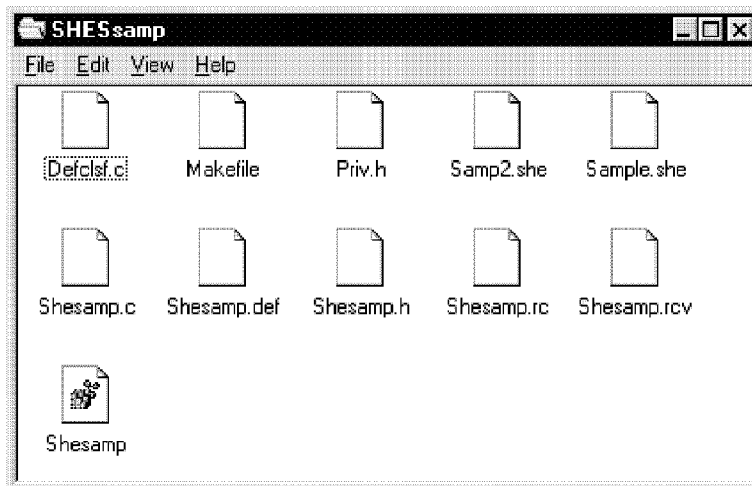 SHESsamp
File Edit View Help
Defclsf.c Makefile Priv.h Samp2.she Sample.she
Shesamp.c Shesamp.def Shesamp.h Shesamp.rc Shesamp.rcv
Shesamp